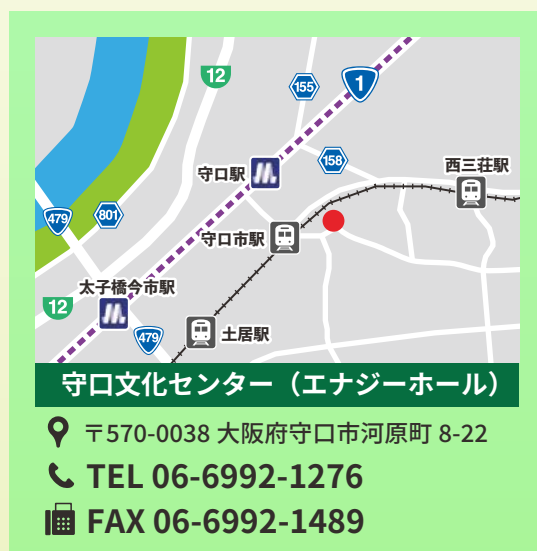 12
155
1
158
守口駅
西三荘駅
479
801
守口市駅
太子橋今市駅
12
479
土居駅
守口文化センター（エナジーホール）
〒570-0038 大阪府守口市河原町 8-22
TEL 06-6992-1276
FAX 06-6992-1489